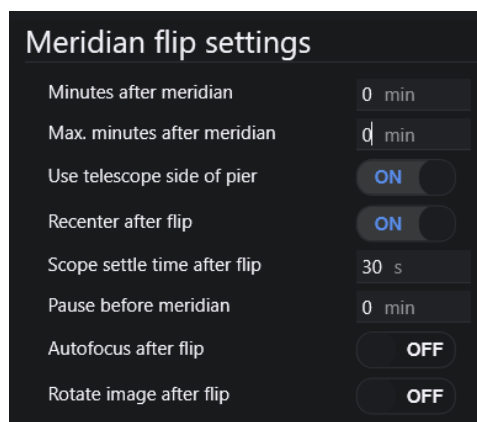 Meridian flip settings
Minutes after meridian 0 min
Max. minutes after meridian 0 min
Use telescope side of pier ON
Recenter after flip ON
Scope settle time after flip 30 s
Pause before meridian 0 min
Autofocus after flip OFF
Rotate image after flip OFF